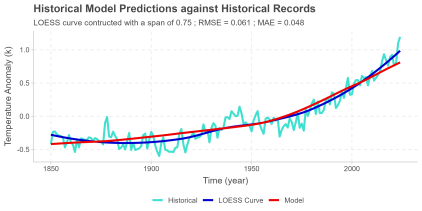 Historical Model Predictions against Historical Records
LOESS curve contructed with a span of 0.75 ; RMSE = 0.061 ; MAE = 0.048
Temperature Anomaly (k)
1.0
0.5
0.0
-0.5
1850
1900
1950
2000
Time (year)
Historical
LOESS Curve
Model